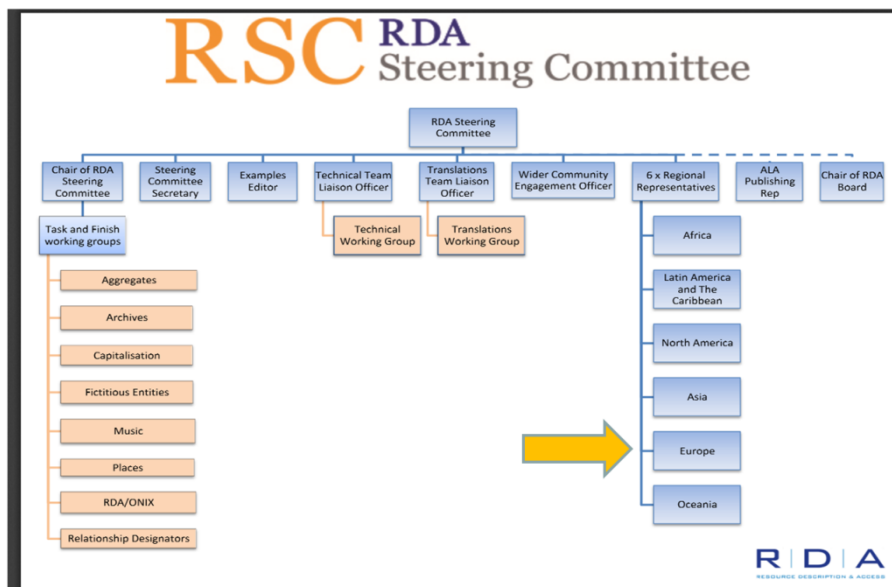 RSC RDA
Steering Committee
RDA Steering
Committee
Chair of RDA
Steering
Committee
Steering
Committee
Secretary
Examples
Editor
Technical Team
Liaison Officer
Translations
Team Liaison
Officer
Wider Community
Engagement Officer
6 x Regional
Representatives
ALA
Publishing
Rep
Chair of RDA
Board
Task and Finish
working groups
Technical
Working Group
Translations
Working Group
Aggregates
Archives
Capitalisation
Fictitious Entities
Music
Places
RDA/ONIX
Relationship Designators
Africa
Latin America
and The
Caribbean
North America
Asia
Europe
Oceania
R|D|A
RESOURCE DESCRIPTION & ACCESS